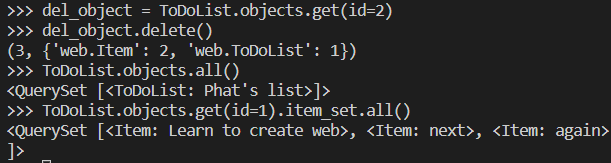 >>> del_object = ToDoList.objects.get(id=2)
>>> del_object.delete()
(3, {'web.Item': 2, 'web.ToDoList': 1})
>>> ToDoList.objects.all()
<QuerySet [<ToDoList: Phat's list>]>
>>> ToDoList.objects.get(id=1).item_set.all()
<QuerySet [<Item: Learn to create web>, <Item: next>, <Item: again>
]>